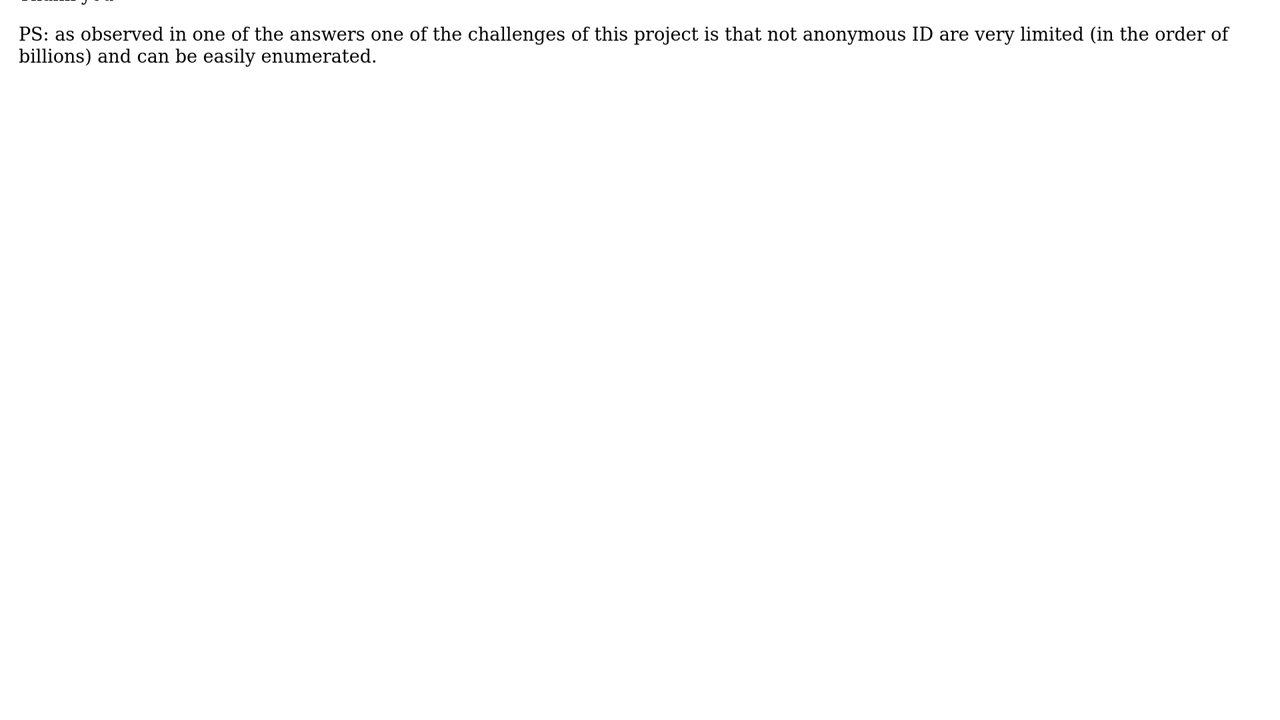 PS: as observed in one of the answers one of the challenges of this project is that not anonymous ID are very limited (in the order of
billions) and can be easily enumerated.